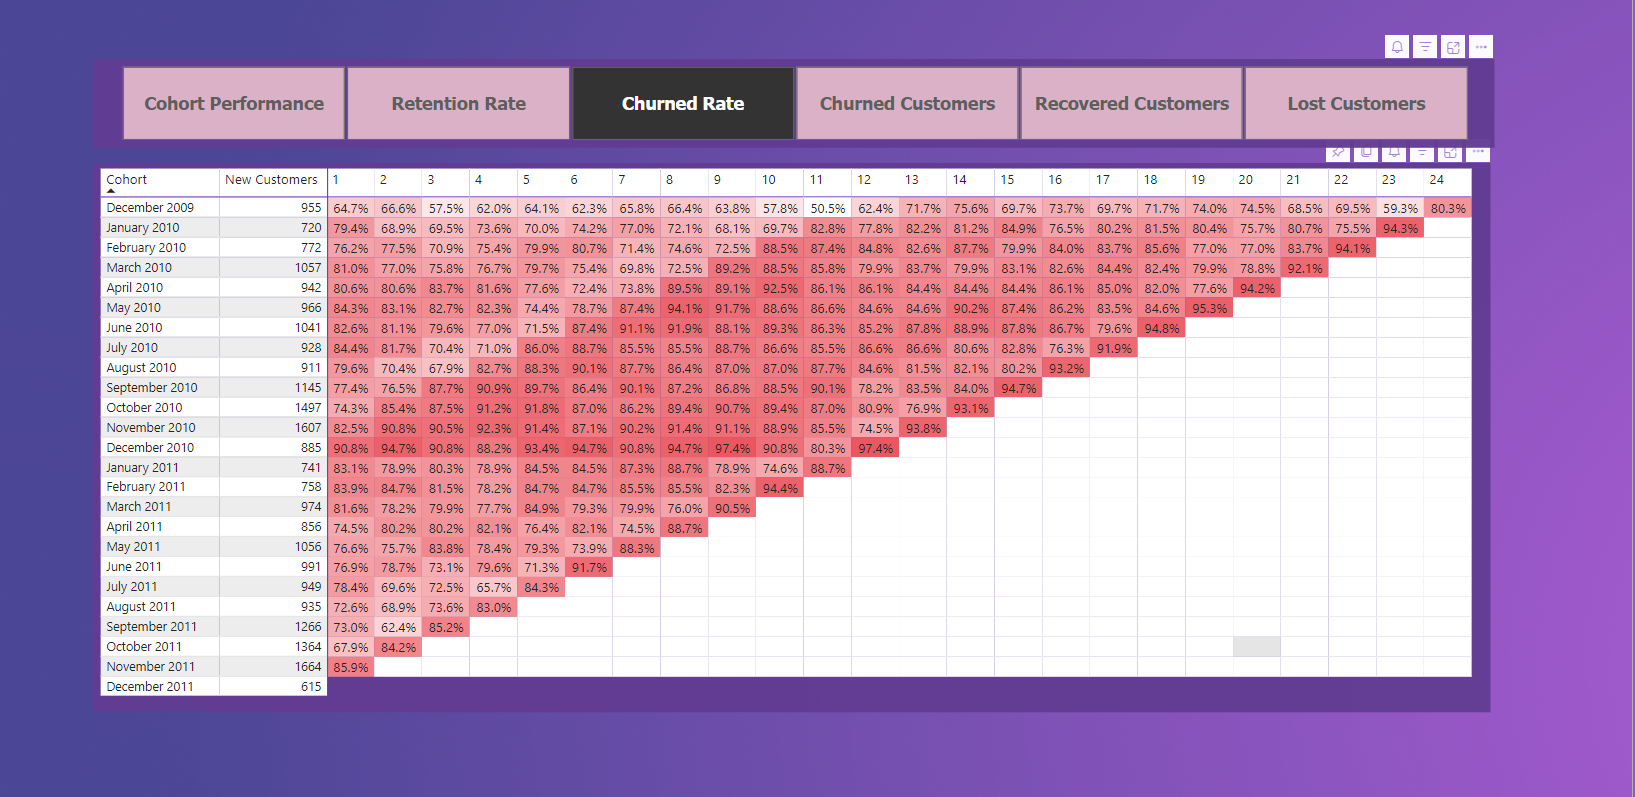 Cohort Performance Retention Rate Churned Rate Churned Customers Recovered Customers Lost Customers
Cohort New Customers 1 2 3 4 5 6 7 8 9 10 11 12 13 14 15 16 17 18 19 20 21 22 23 24
December 2009 955 64.7% 66.6% 57.5% 62.0% 64.1% 62.3% 65.8% 66.4% 63.8% 57.8% 50.5% 62.4% 71.7% 75.6% 69.7% 73.7% 69.7% 71.7% 74.0% 74.5% 68.5% 69.5% 59.3% 80.3%
January 2010 720 79.4% 68.9% 69.5% 73.6% 70.0% 74.2% 77.0% 72.1% 68.1% 69.7% 82.8% 77.8% 82.2% 81.2% 84.9% 76.5% 80.2% 81.5% 80.4% 75.7% 80.7% 75.5% 94.3%
February 2010 772 76.2% 77.5% 70.9% 75.4% 79.9% 80.7% 71.4% 74.6% 72.5% 88.5% 87.4% 84.8% 82.6% 87.7% 79.9% 84.0% 83.7% 85.6% 77.0% 77.0% 83.7% 94.1%
March 2010 1057 81.0% 77.0% 75.8% 76.7% 79.7% 75.4% 69.8% 72.5% 89.2% 88.5% 85.8% 79.9% 83.7% 79.9% 83.1% 82.6% 84.4% 82.4% 79.9% 78.8% 92.1%
April 2010 942 80.6% 80.6% 83.7% 81.6% 77.6% 72.4% 73.8% 89.5% 89.1% 92.5% 86.1% 86.1% 84.4% 84.4% 84.4% 86.1% 85.0% 82.0% 77.6% 94.2%
May 2010 966 84.3% 83.1% 82.7% 82.3% 74.4% 78.7% 87.4% 94.1% 91.7% 88.6% 86.6% 84.6% 84.6% 90.2% 87.4% 86.2% 83.5% 84.6% 95.3%
June 2010 1041 82.6% 81.1% 79.6% 77.0% 71.5% 87.4% 91.1% 91.9% 88.1% 89.3% 86.3% 85.2% 87.8% 88.9% 87.8% 86.7% 79.6% 94.8%
July 2010 928 84.4% 81.7% 70.4% 71.0% 86.0% 88.7% 85.5% 85.5% 88.7% 86.6% 85.5% 86.6% 86.6% 80.6% 82.8% 76.3% 91.9%
August 2010 911 79.6% 70.4% 67.9% 82.7% 88.3% 90.1% 87.7% 86.4% 87.0% 87.0% 87.7% 84.6% 81.5% 82.1% 80.2% 93.2%
September 2010 1145 77.4% 76.5% 87.7% 90.9% 89.7% 86.4% 90.1% 87.2% 86.8% 88.5% 90.1% 78.2% 83.5% 84.0% 94.7%
October 2010 1497 74.3% 85.4% 87.5% 91.2% 91.8% 87.0% 86.2% 89.4% 90.7% 89.4% 87.0% 80.9% 76.9% 93.1%
November 2010 1607 82.5% 90.8% 90.5% 92.3% 91.4% 87.1% 90.2% 91.4% 91.1% 88.9% 85.5% 74.5% 93.8%
December 2010 885 90.8% 94.7% 90.8% 88.2% 93.4% 94.7% 90.8% 94.7% 97.4% 90.8% 80.3% 97.4%
January 2011 741 83.1% 78.9% 80.3% 78.9% 84.5% 84.5% 87.3% 88.7% 78.9% 74.6% 88.7%
February 2011 758 83.9% 84.7% 81.5% 78.2% 84.7% 84.7% 85.5% 85.5% 82.3% 94.4%
March 2011 974 81.6% 78.2% 79.9% 77.7% 84.9% 79.3% 79.9% 76.0% 90.5%
April 2011 856 74.5% 80.2% 80.2% 82.1% 76.4% 82.1% 74.5% 88.7%
May 2011 1056 76.6% 75.7% 83.8% 78.4% 79.3% 73.9% 88.3%
June 2011 991 76.9% 78.7% 73.1% 79.6% 71.3% 91.7%
July 2011 949 78.4% 69.6% 72.5% 65.7% 84.3%
August 2011 935 72.6% 68.9% 73.6% 83.0%
September 2011 1266 73.0% 62.4% 85.2%
October 2011 1364 67.9% 84.2%
November 2011 1664 85.9%
December 2011 615